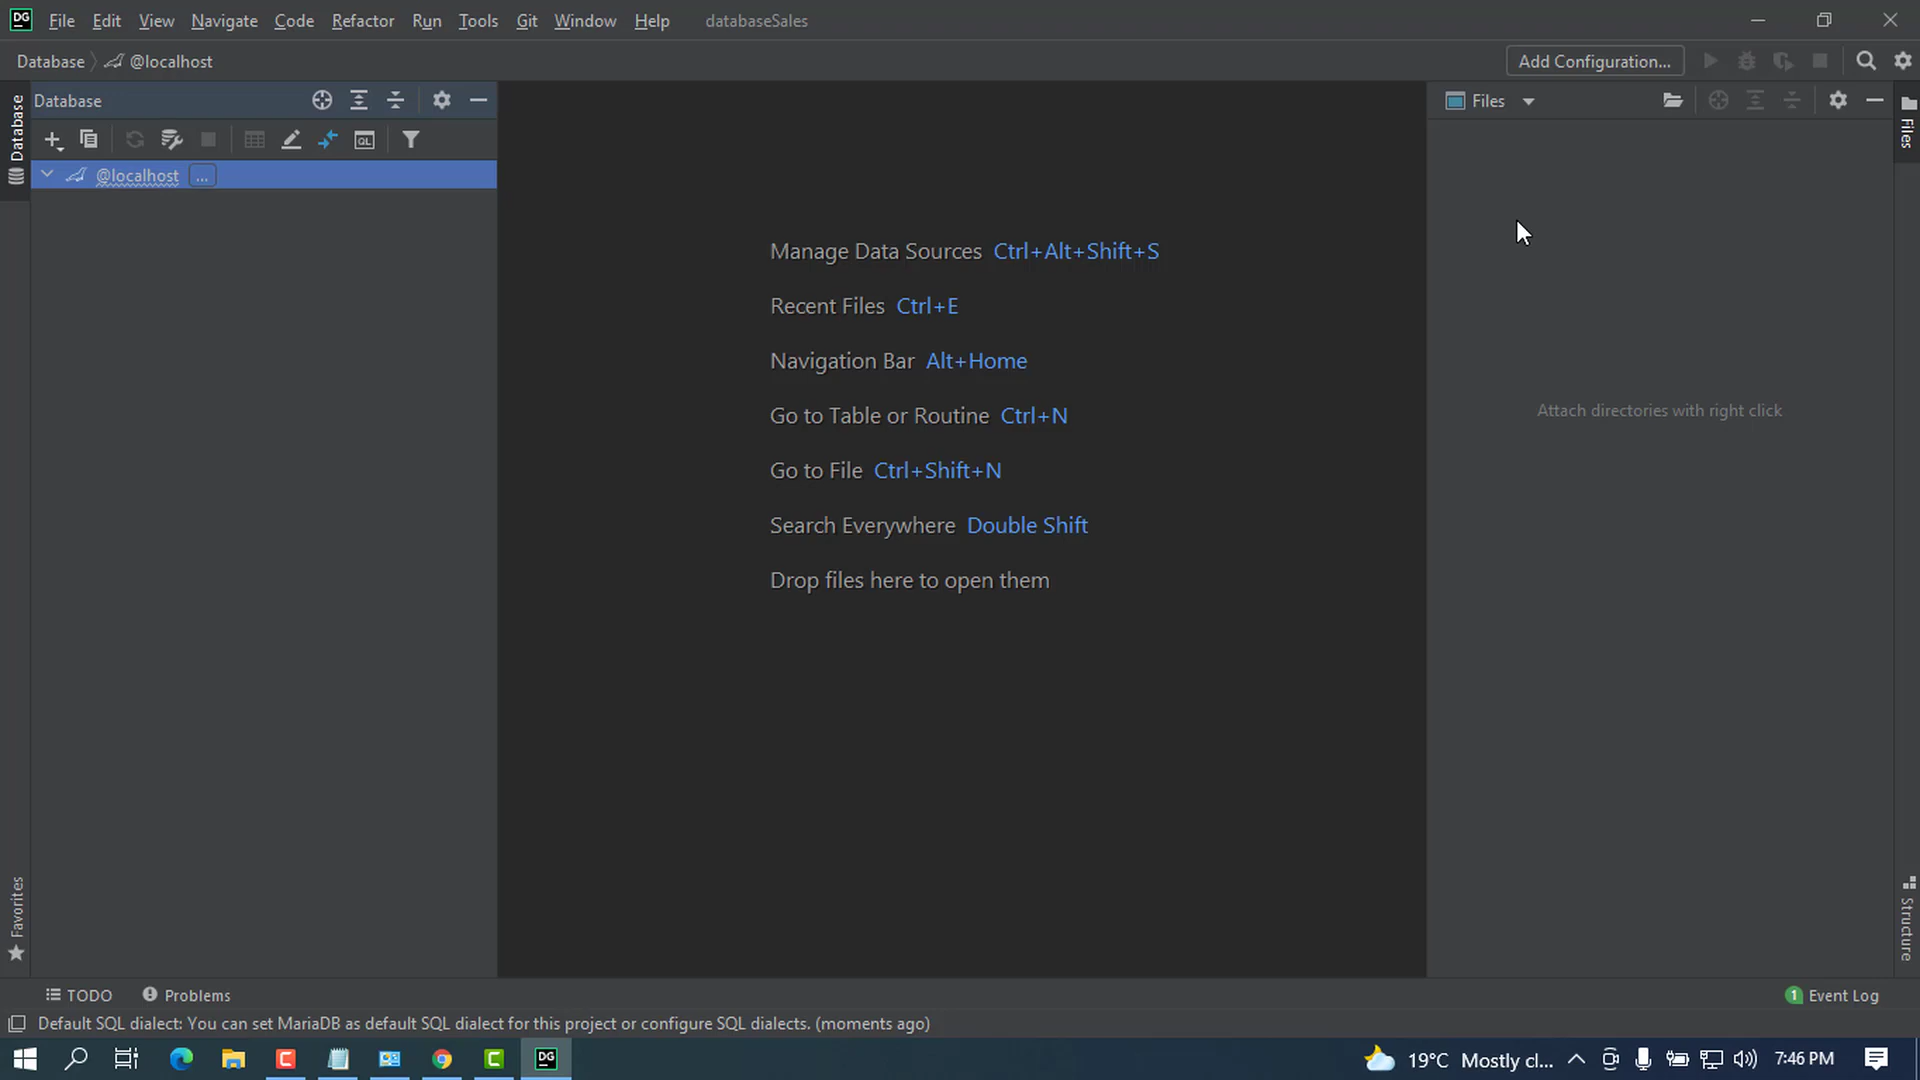 DG File Edit View Navigate Code Refactor Run Tools Git Window Help databaseSales
Database @localhost Add Configuration...
Database Files
Database
QL
@localhost ...
Files
Manage Data Sources Ctrl+Alt+Shift+S
Recent Files Ctrl+E
Navigation Bar Alt+Home
Go to Table or Routine Ctrl+N
Go to File Ctrl+Shift+N
Search Everywhere Double Shift
Drop files here to open them
Attach directories with right click
Favorites
Structure
TODO Problems 1 Event Log
Default SQL dialect: You can set MariaDB as default SQL dialect for this project or configure SQL dialects. (moments ago)
C C DG 19°C Mostly cl... 7:46 PM